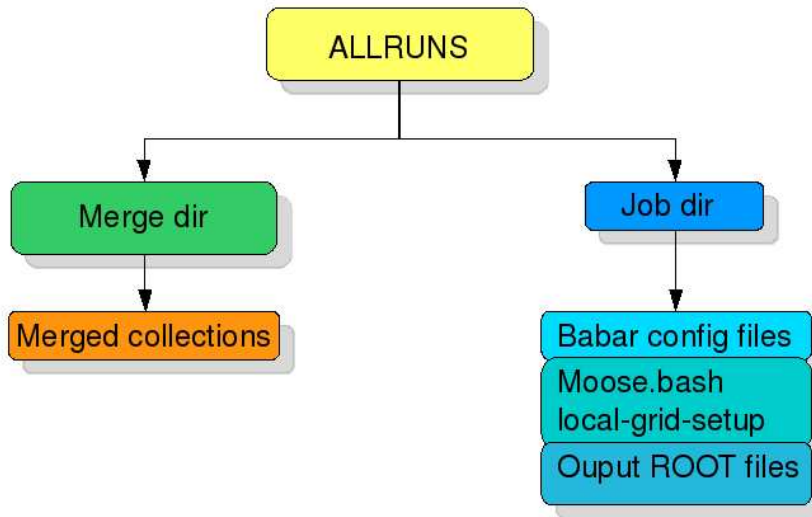 ALLRUNS
Merge dir
Job dir
Merged collections
Babar config files
Moose.bash
local-grid-setup
Ouput ROOT files